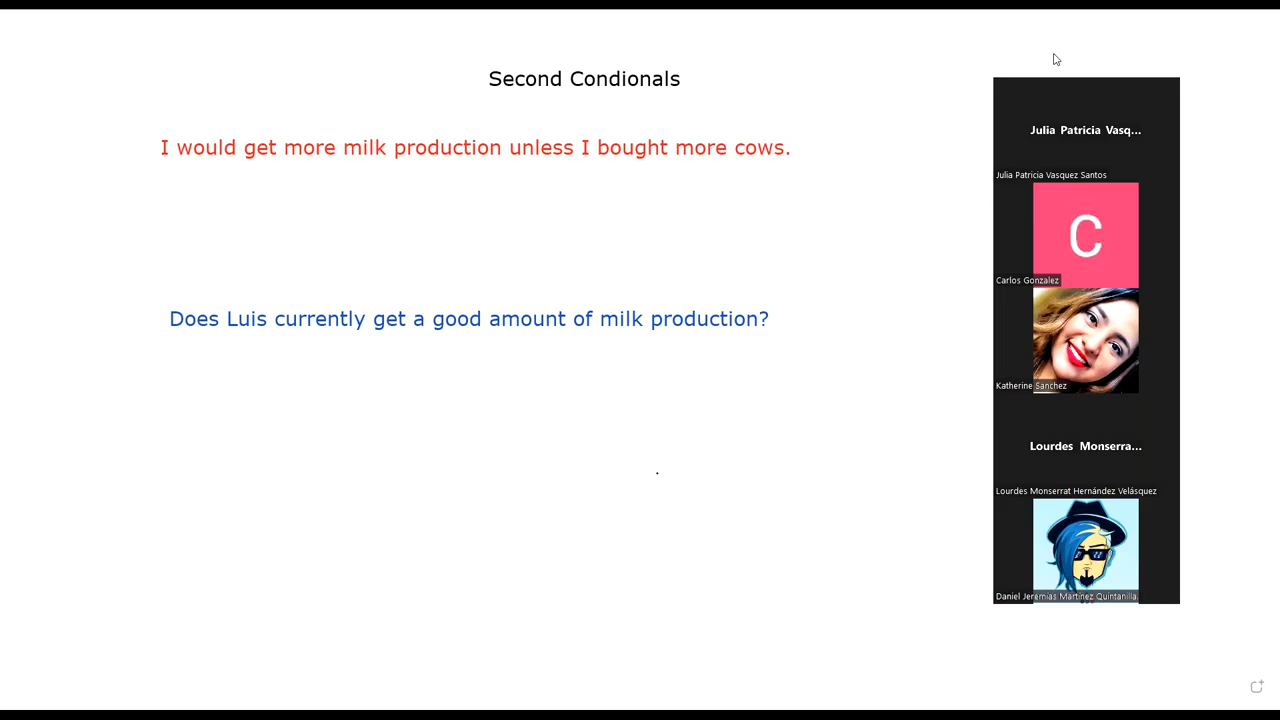 Second Condionals
I would get more milk production unless I bought more cows.
Does Luis currently get a good amount of milk production?
Julia Patricia Vasq...
Julia Patricia Vasquez Santos
C
Carlos Gonzalez
Katherine Sanchez
Lourdes Monserra...
Lourdes Monserrat Hernández Velásquez
Daniel Jeremías Martínez Quintanilla